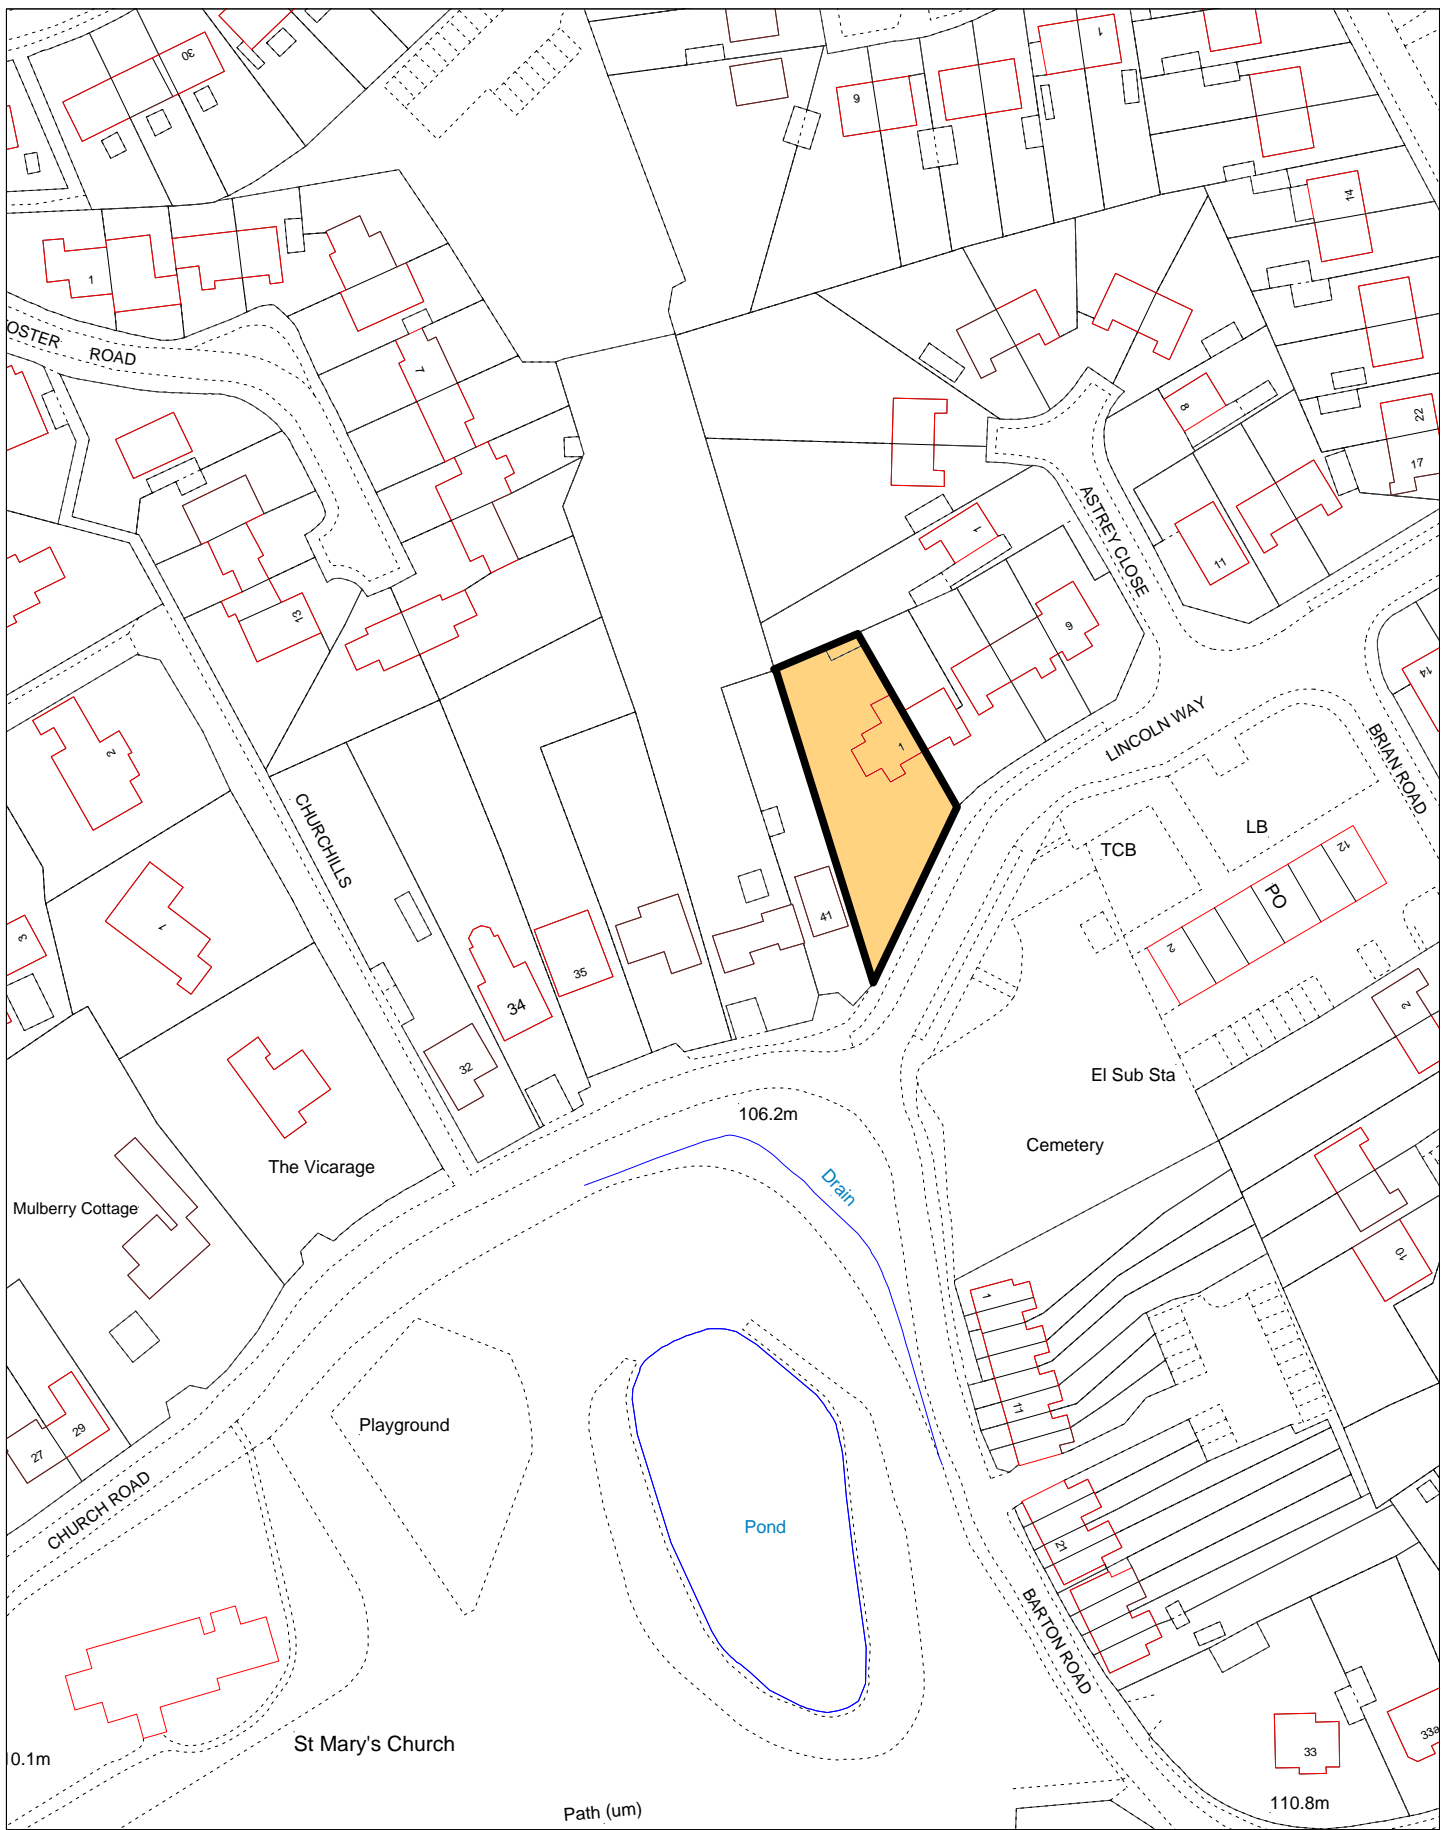 30
1
9
1
14
OSTER ROAD
7
8
22
17
ASTREY CLOSE
1
11
13
6
14
2
LINCOLN WAY
BRIAN ROAD
1
CHURCHILLS
LB
TCB
12
PO
2
1
3
41
35
34
2
32
El Sub Sta
106.2m
Cemetery
The Vicarage
Drain
Mulberry Cottage
10
1
11
Playground
29
27
CHURCH ROAD
Pond
21
BARTON ROAD
St Mary's Church
33
33a
0.1m
110.8m
Path (um)